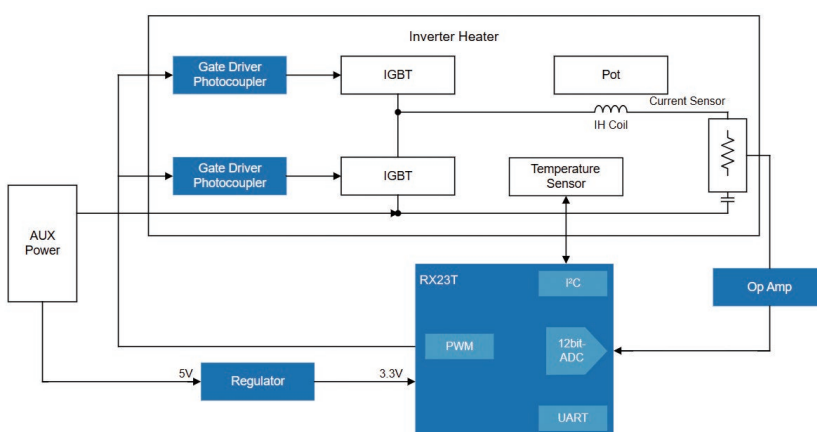 Inverter Heater
Gate Driver
Photocoupler
IGBT
Pot
Current Sensor
IH Coil
Gate Driver
Photocoupler
IGBT
Temperature
Sensor
AUX
Power
RX23T
I²C
Op Amp
PWM
12bit-
ADC
5V
Regulator
3.3V
UART